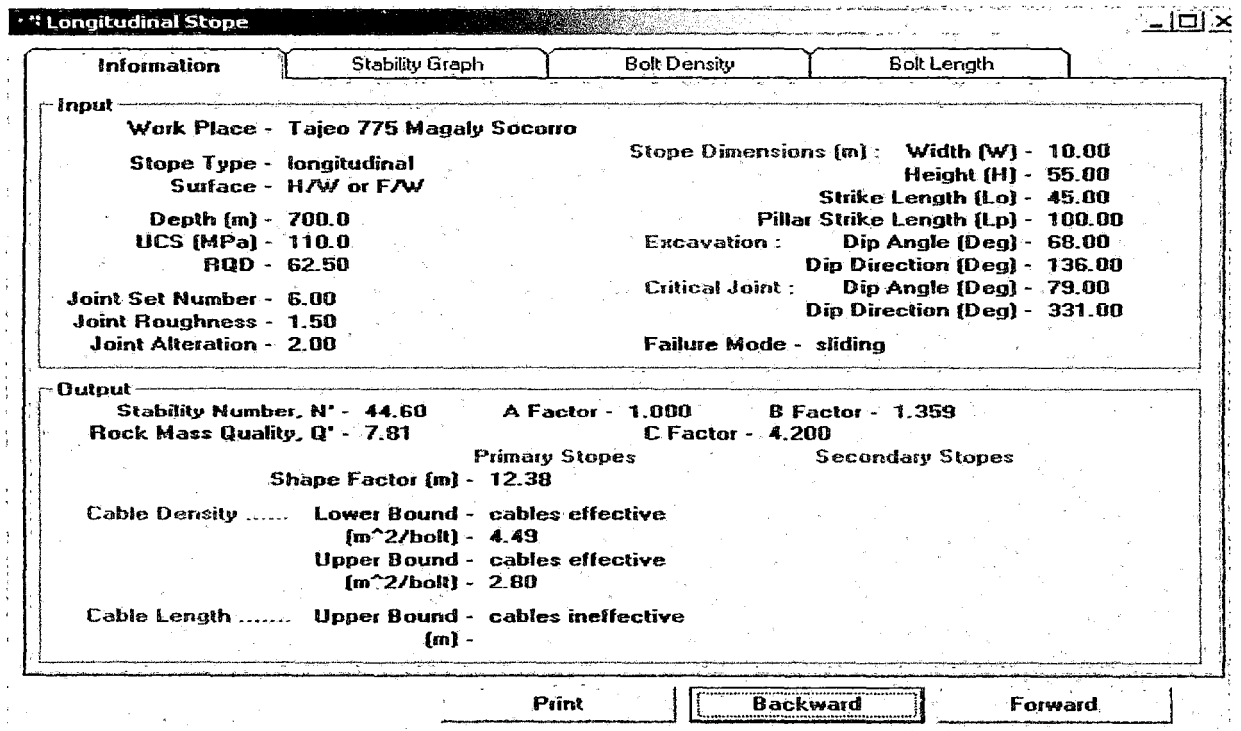 Longitudinal Stope
Information
Stability Graph
Bolt Density
Bolt Length
Input
Work Place - Tajeo 775 Magaly Socorro
Stope Type - longitudinal
Surface - H/W or F/W
Depth (m) - 700.0
UCS (MPa) - 110.0
RQD - 62.50
Joint Set Number - 6.00
Joint Roughness - 1.50
Joint Alteration - 2.00
Stope Dimensions (m) : Width (W) - 10.00
Height (H) - 55.00
Strike Length (Lo) - 45.00
Pillar Strike Length (Lp) - 100.00
Excavation : Dip Angle (Deg) - 68.00
Dip Direction (Deg) - 136.00
Critical Joint : Dip Angle (Deg) - 79.00
Dip Direction (Deg) - 331.00
Failure Mode - sliding
Output
Stability Number, N' - 44.60 A Factor - 1.000 B Factor - 1.359
Rock Mass Quality, Q' - 7.81 C Factor - 4.200
Primary Stopes Secondary Stopes
Shape Factor (m) - 12.38
Cable Density ...... Lower Bound - cables effective
(m^2/bolt) - 4.49
Upper Bound - cables effective
(m^2/bolt) - 2.80
Cable Length ....... Upper Bound - cables ineffective
(m) -
Print
Backward
Forward